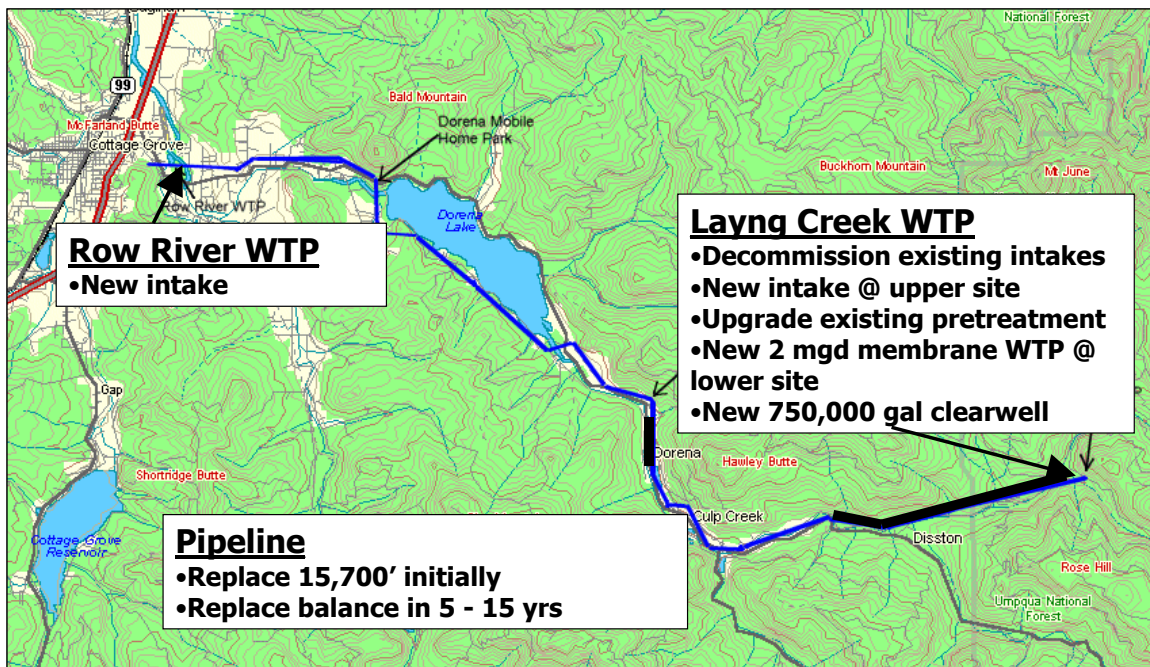 National Forest
99
Bald Mountain
Dorena Mobile
Home Park
McFarland Butte
Cottage Grove
Buckhorn Mountain
Mt June
Row River WTP
Dorena
Lake
Row River WTP
•New intake
Layng Creek WTP
•Decommission existing intakes
•New intake @ upper site
•Upgrade existing pretreatment
•New 2 mgd membrane WTP @
lower site
•New 750,000 gal clearwell
Gap
Dorena
Hawley Butte
Shortridge Butte
Culp Creek
Disston
Cottage Grove
Reservoir
Rose Hill
Umpqua National
Forest
Pipeline
•Replace 15,700’ initially
•Replace balance in 5 - 15 yrs